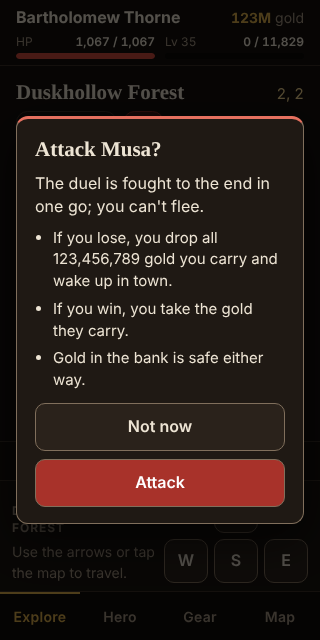 Bartholomew Thorne 123M gold
HP 1,067 / 1,067 Lv 35 0 / 11,829
Duskhollow Forest 2, 2
Attack Musa?
The duel is fought to the end in
one go; you can't flee.
• If you lose, you drop all
123,456,789 gold you carry and
wake up in town.
• If you win, you take the gold
they carry.
• Gold in the bank is safe either
way.
Not now
Attack
FOREST
Use the arrows or tap
the map to travel.
W S E
Explore Hero Gear Map